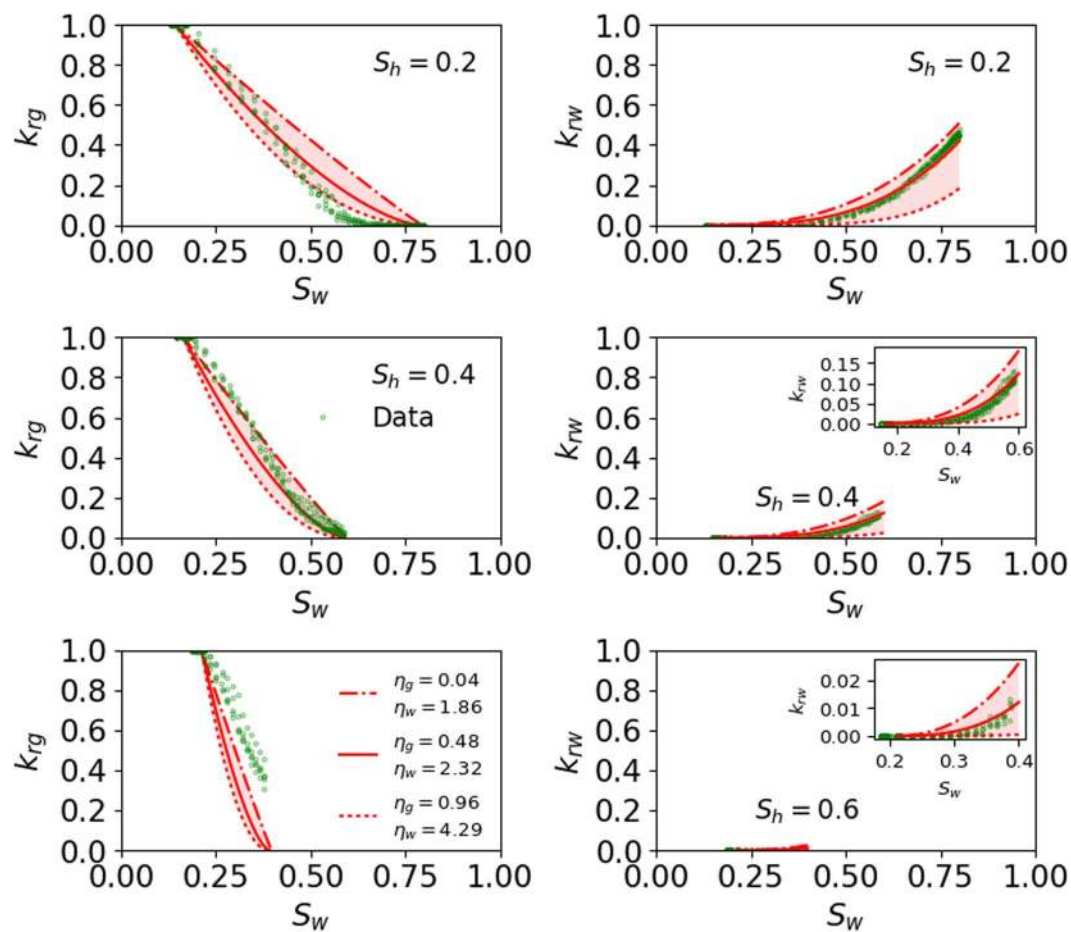 1.0
0.8
0.6
0.4
0.2
0.0
k_rg
S_h = 0.2
0.00 0.25 0.50 0.75 1.00
S_w
1.0
0.8
0.6
0.4
0.2
0.0
k_rw
S_h = 0.2
0.00 0.25 0.50 0.75 1.00
S_w
1.0
0.8
0.6
0.4
0.2
0.0
k_rg
S_h = 0.4
Data
0.00 0.25 0.50 0.75 1.00
S_w
1.0
0.8
0.6
0.4
0.2
0.0
k_rw
0.15
0.10
0.05
0.00
k_rw
0.2 0.4 0.6
S_w
S_h = 0.4
0.00 0.25 0.50 0.75 1.00
S_w
1.0
0.8
0.6
0.4
0.2
0.0
k_rg
η_g = 0.04
η_w = 1.86
η_g = 0.48
η_w = 2.32
η_g = 0.96
η_w = 4.29
0.00 0.25 0.50 0.75 1.00
S_w
1.0
0.8
0.6
0.4
0.2
0.0
k_rw
0.02
0.01
0.00
k_rw
0.2 0.3 0.4
S_w
S_h = 0.6
0.00 0.25 0.50 0.75 1.00
S_w